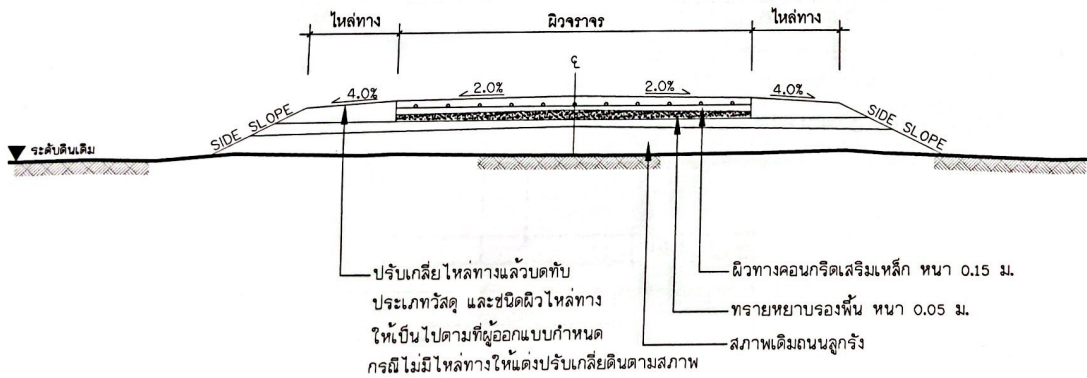 ไหล่ทาง ผิวจราจร ไหล่ทาง
℄
4.0% 2.0% 2.0% 4.0%
SIDE SLOPE SIDE SLOPE
ระดับดินเดิม
ปรับเกลี่ยไหล่ทางแล้วบดทับ
ประเภทวัสดุ และชนิดผิวไหล่ทาง
ให้เป็นไปตามที่ผู้ออกแบบกำหนด
กรณีไม่มีไหล่ทางให้แต่งปรับเกลี่ยดินตามสภาพ
ผิวทางคอนกรีตเสริมเหล็ก หนา 0.15 ม.
ทรายหยาบรองพื้น หนา 0.05 ม.
สภาพเดิมถนนลูกรัง